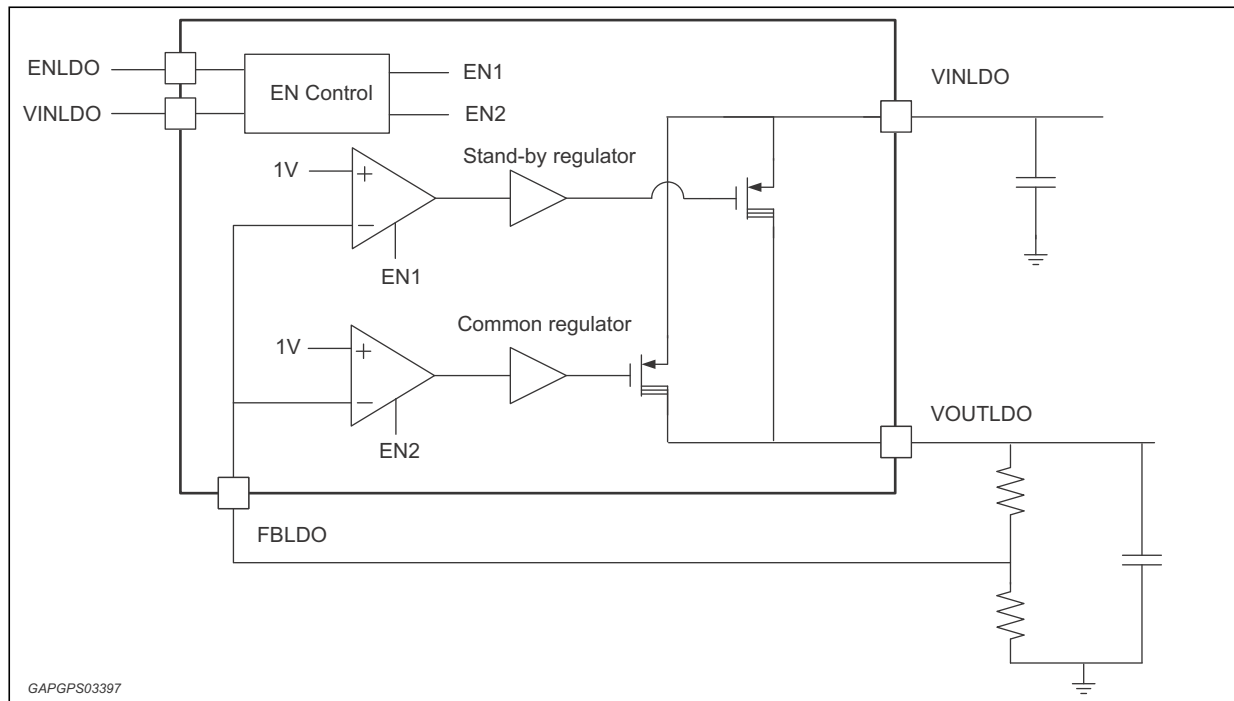 ENLDO
VINLDO
EN Control
EN1
EN2
VINLDO
Stand-by regulator
1V
+
−
EN1
Common regulator
1V
+
−
EN2
VOUTLDO
FBLDO
GAPGPS03397